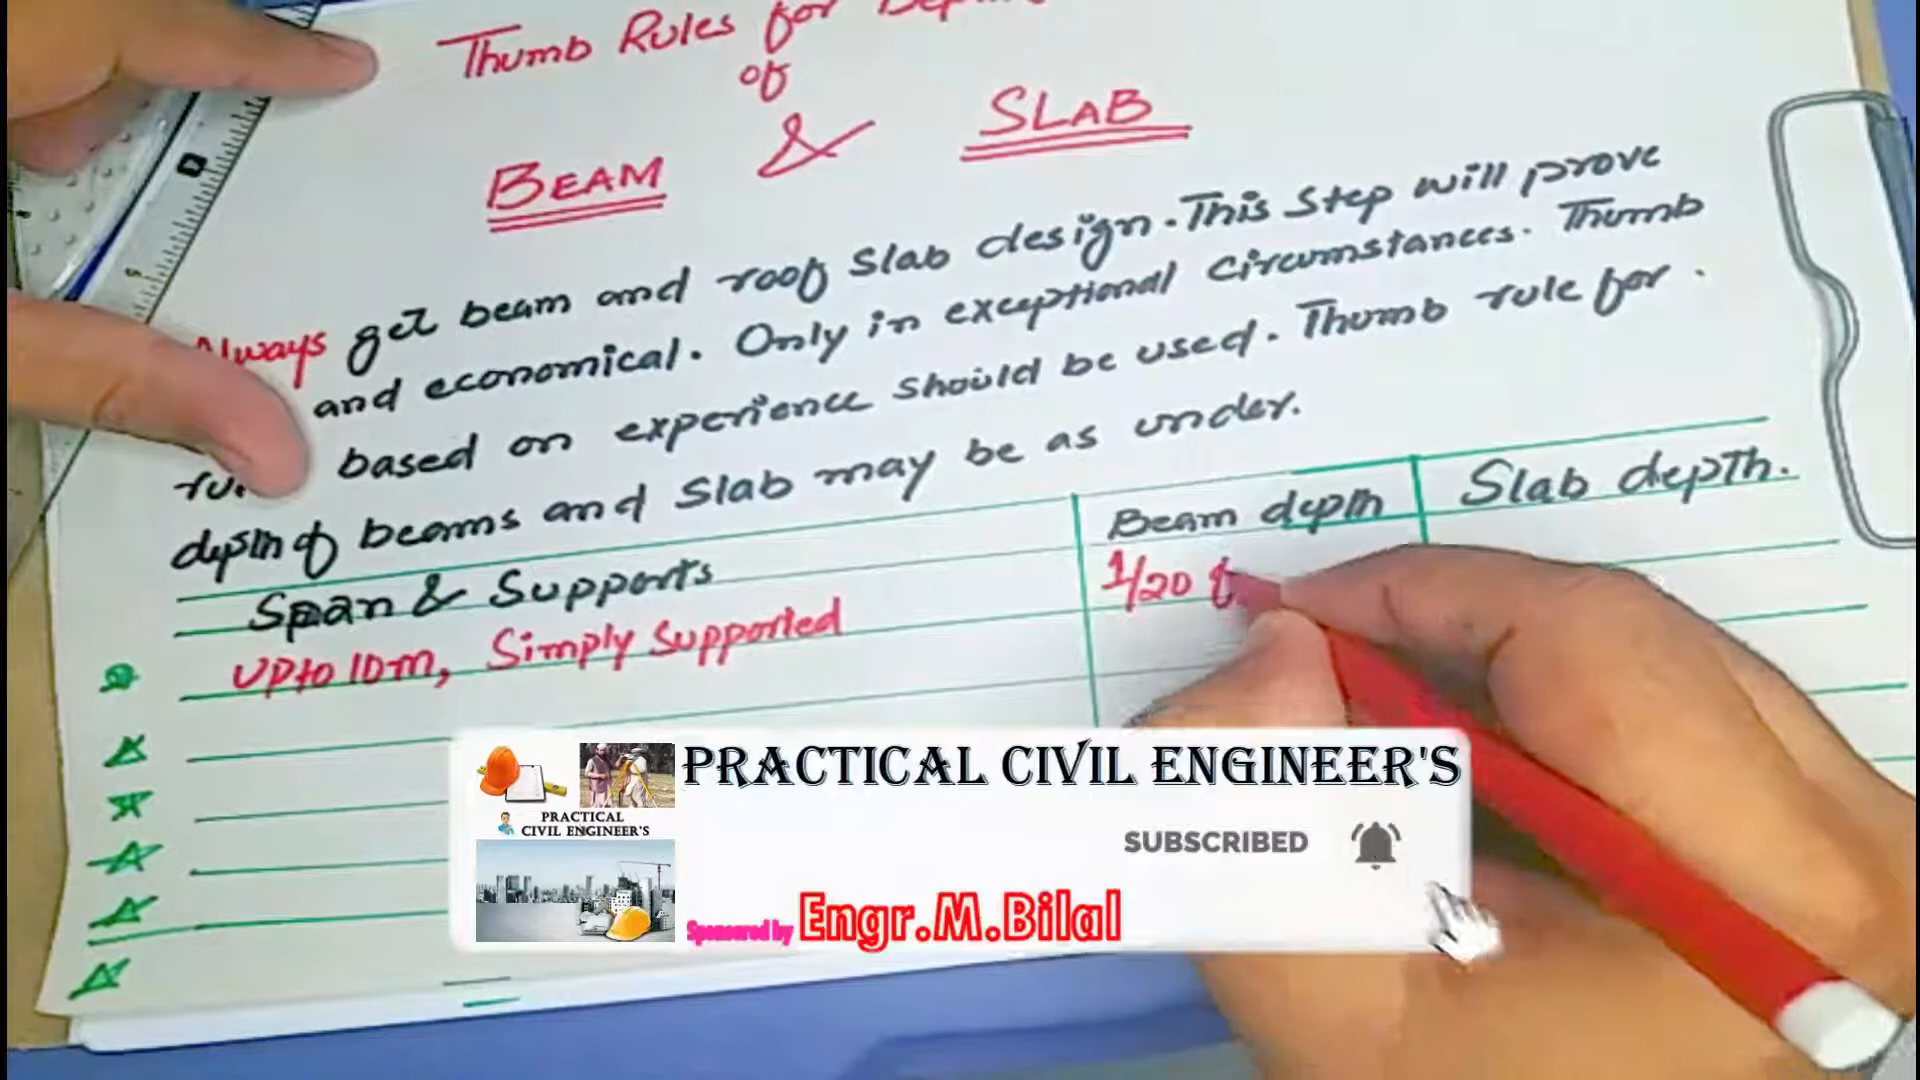 Thumb Rules for
of
BEAM & SLAB
Always get beam and roof Slab design. This Step will prove
and economical. Only in exceptional circumstances. Thumb
based on experience should be used. Thumb rule for.
depth of beams and Slab may be as under.
Span & Supports Beam depth Slab depth.
Upto 10m, Simply Supported 1/20 t
PRACTICAL CIVIL ENGINEER'S
PRACTICAL
CIVIL ENGINEER'S
SUBSCRIBED
Sponsored by Engr.M.Bilal